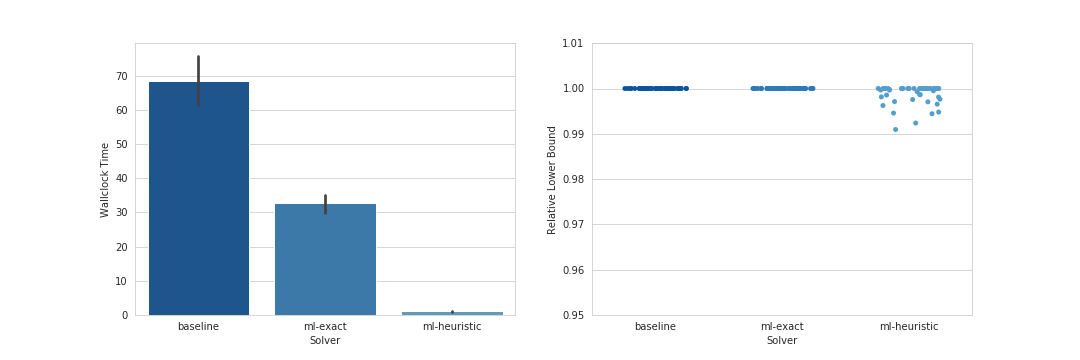 Wallclock Time
70
60
50
40
30
20
10
0
baseline ml-exact ml-heuristic
Solver
Relative Lower Bound
1.01
1.00
0.99
0.98
0.97
0.96
0.95
baseline ml-exact ml-heuristic
Solver